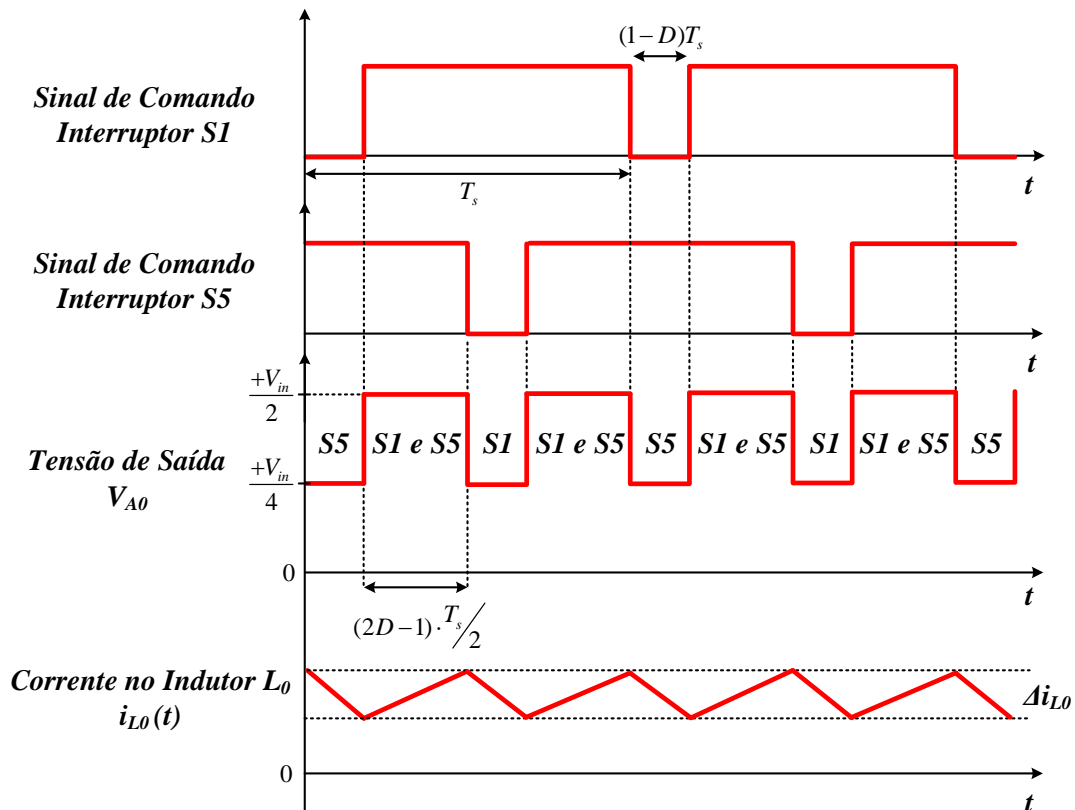 (1−D)T_s
Sinal de Comando
Interruptor S1
t
T_s
Sinal de Comando
Interruptor S5
t
+V_in/2
S5 S1 e S5 S1 S1 e S5 S5 S1 e S5 S1 S1 e S5 S5
Tensão de Saída
V_A0
+V_in/4
0
t
(2D−1)·T_s/2
Corrente no Indutor L_0
i_L0(t)
Δi_L0
0
t